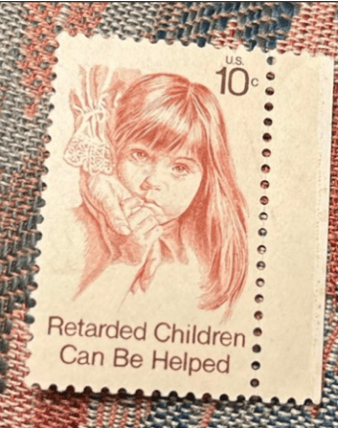 U.S.
10c
Retarded Children
Can Be Helped